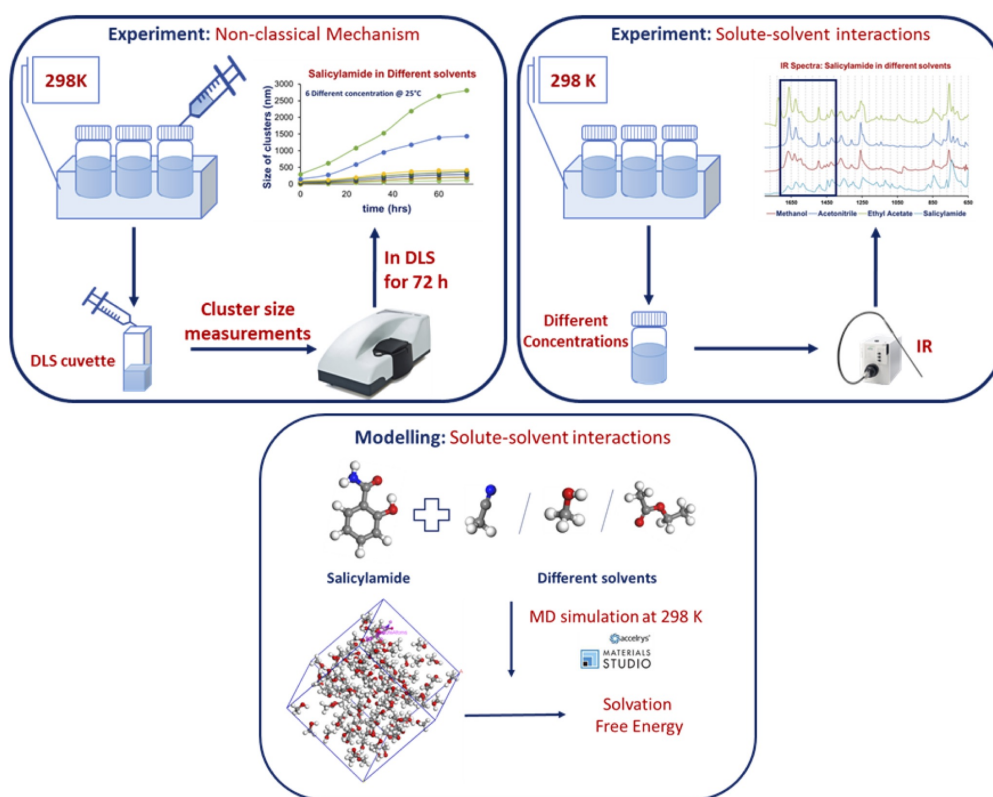 Experiment: Non-classical Mechanism
298K
Salicylamide in Different solvents
6 Different concentration @ 25°C
Size of clusters (nm)
3000
2500
2000
1500
1000
500
0
0 20 40 60
time (hrs)
In DLS
for 72 h
Cluster size
measurements
DLS cuvette
Experiment: Solute-solvent interactions
298 K
IR Spectra: Salicylamide in different solvents
1650 1450 1250 1050 850 650
Methanol Acetonitrile Ethyl Acetate Salicylamide
Different
Concentrations
IR
Modelling: Solute-solvent interactions
Salicylamide
Different solvents
MD simulation at 298 K
accelrys
MATERIALS
STUDIO
Solvation
Free Energy